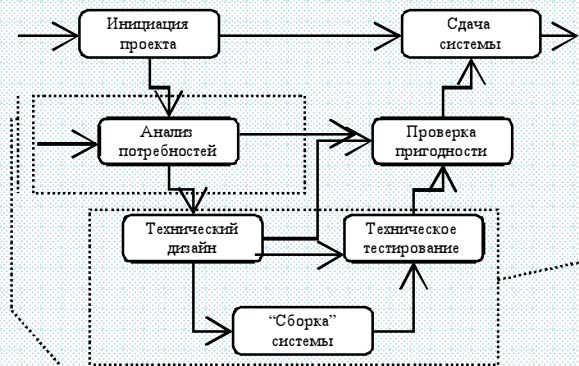 Инициация
проекта
Сдача
системы
Анализ
потребностей
Проверка
пригодности
Технический
дизайн
Техническое
тестирование
“Сборка”
системы